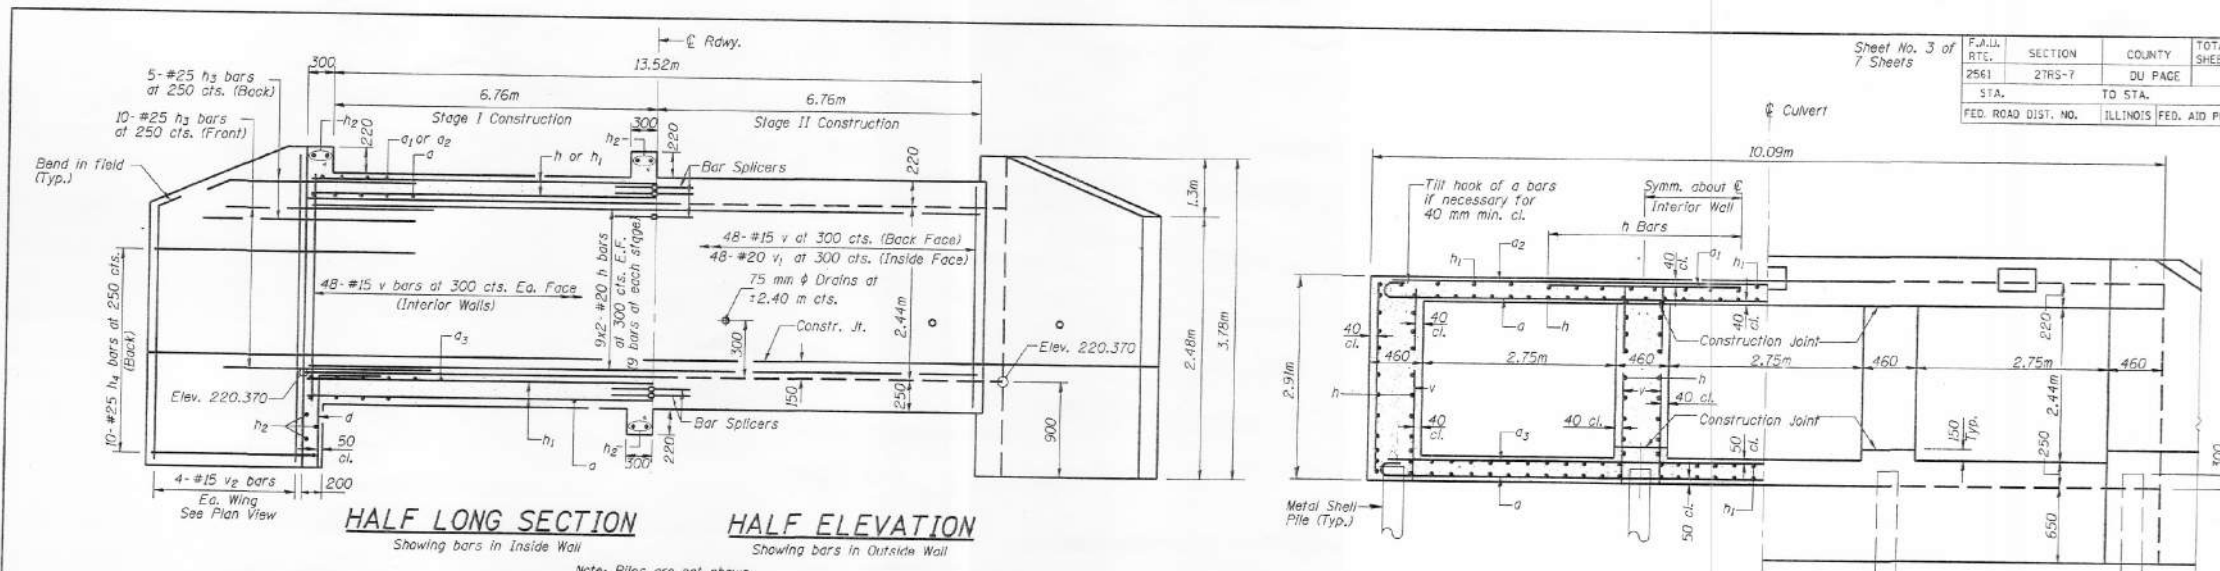 Sheet No. 3 of
7 Sheets
F.A.U.
RTE.
SECTION
COUNTY
2561
27RS-7
DU PAGE
STA.
TO STA.
FED. ROAD DIST. NO.
ILLINOIS
FED. AID
℄ Rdwy.
300
13.52m
6.76m
Stage I Construction
6.76m
Stage II Construction
5-#25 h3 bars
at 250 cts. (Back)
10-#25 h3 bars
at 250 cts. (Front)
Bend in field
(Typ.)
h2
220
a1 or a2
a
h or h1
300
h2
220
Bar Splicers
220
1.3m
48-#15 v at 300 cts. (Back Face)
48-#20 v1 at 300 cts. (Inside Face)
75 mm ϕ Drains at
±2.40 m cts.
48-#15 v bars at 300 cts. Ea. Face
(Interior Walls)
9x2-#20 h bars
at 300 cts. E.F.
(9 bars at each stage)
10-#25 h4 bars at 250 cts.
(Back)
a3
300
Constr. Jt.
2.44m
2.48m
3.78m
Elev. 220.370
Elev. 220.370
h2
d
50
cl.
h1
a
h2
300
220
Bar Splicers
150
250
900
4-#15 v2 bars
Ea. Wing
See Plan View
200
HALF LONG SECTION
Showing bars in Inside Wall
HALF ELEVATION
Showing bars in Outside Wall
Note: Piles are not shown
℄ Culvert
10.09m
Tilt hook of a bars
if necessary for
40 mm min. cl.
Symm. about ℄
Interior Wall
h Bars
a2
h1
40
cl.
a1
h1
40
cl.
40
cl.
a
h
40
cl.
Construction Joint
220
2.91m
460
2.75m
460
2.75m
460
2.75m
460
h
v
h
v
40 cl.
40
cl.
a3
40 cl.
Construction Joint
50
cl.
150
Typ.
2.44m
250
300
Metal Shell
Pile (Typ.)
a
50 cl.
h1
650